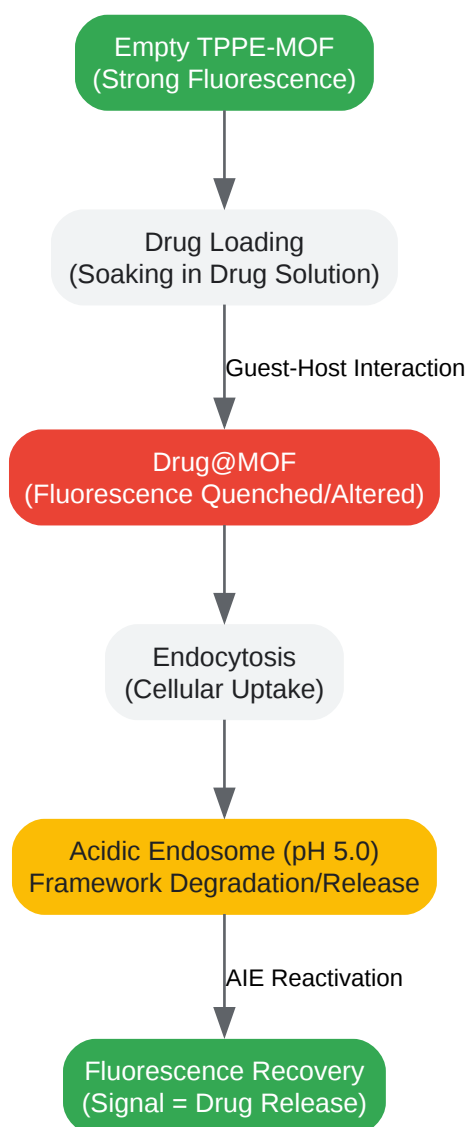 Empty TPPE-MOF
(Strong Fluorescence)
Drug Loading
(Soaking in Drug Solution)
Guest-Host Interaction
Drug@MOF
(Fluorescence Quenched/Altered)
Endocytosis
(Cellular Uptake)
Acidic Endosome (pH 5.0)
Framework Degradation/Release
AIE Reactivation
Fluorescence Recovery
(Signal = Drug Release)